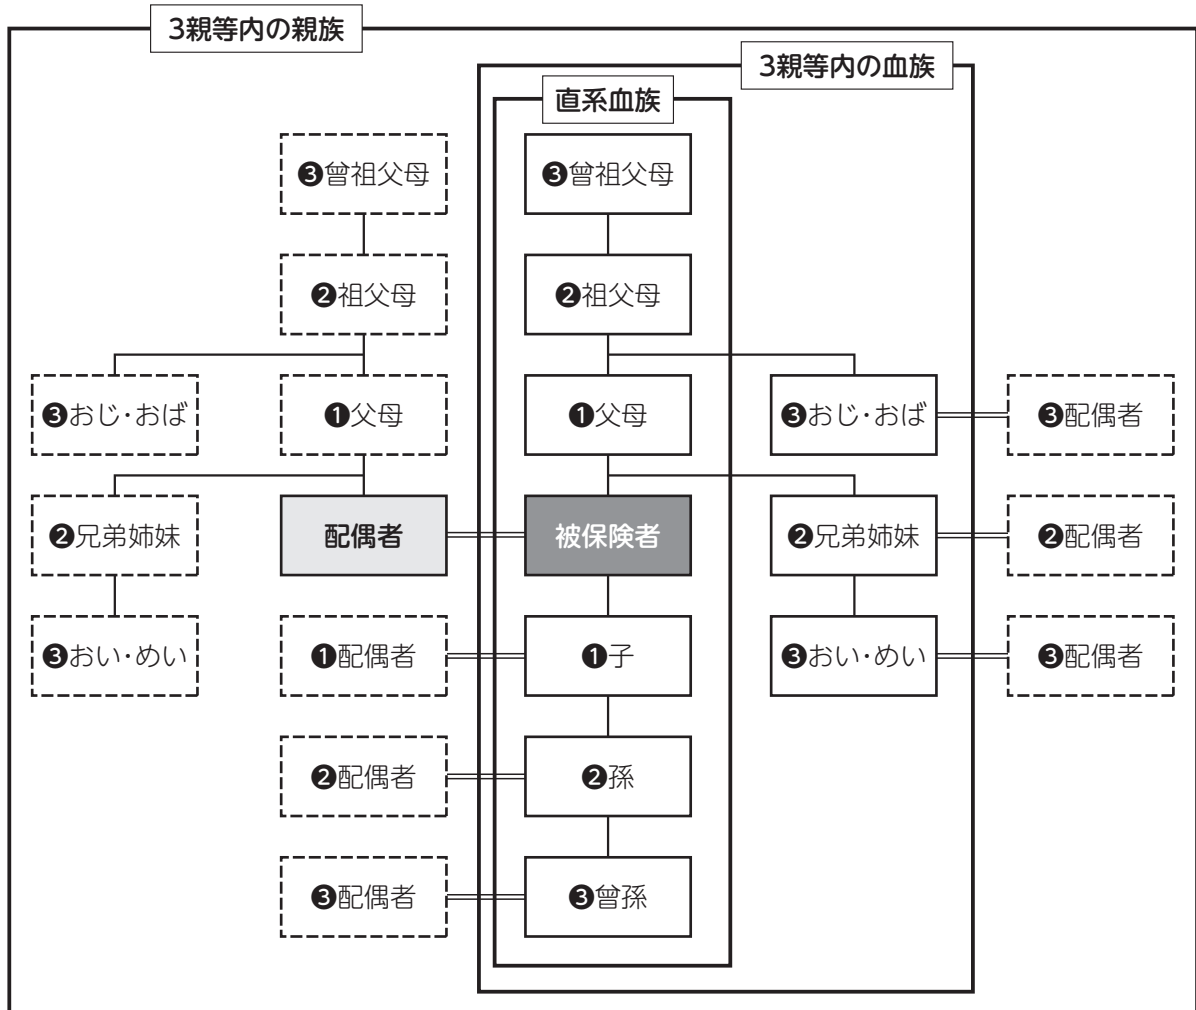 3親等内の親族
3親等内の血族
直系血族
❸曾祖父母
❸曾祖父母
❷祖父母
❷祖父母
❸おじ・おば
❶父母
❶父母
❸おじ・おば
❸配偶者
❷兄弟姉妹
配偶者
被保険者
❷兄弟姉妹
❷配偶者
❸おい・めい
❶配偶者
❶子
❸おい・めい
❸配偶者
❷配偶者
❷孫
❸配偶者
❸曾孫